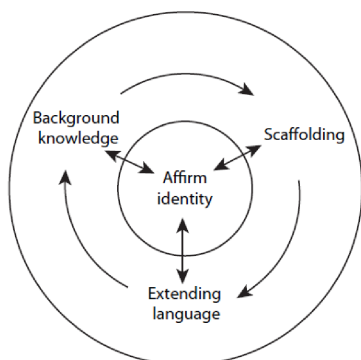 Background
knowledge
Scaffolding
Affirm
identity
Extending
language